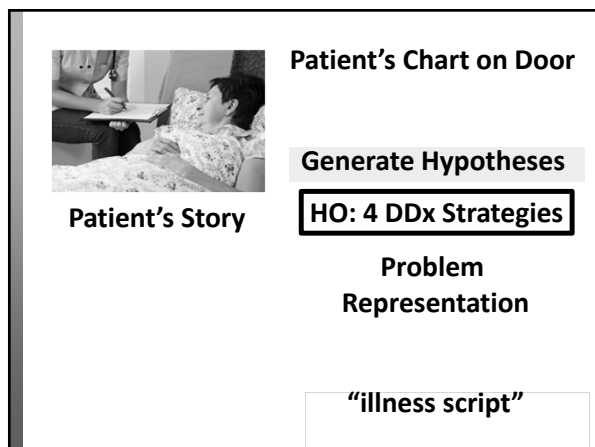 Patient’s Chart on Door
Generate Hypotheses
Patient’s Story
HO: 4 DDx Strategies
Problem
Representation
“illness script”